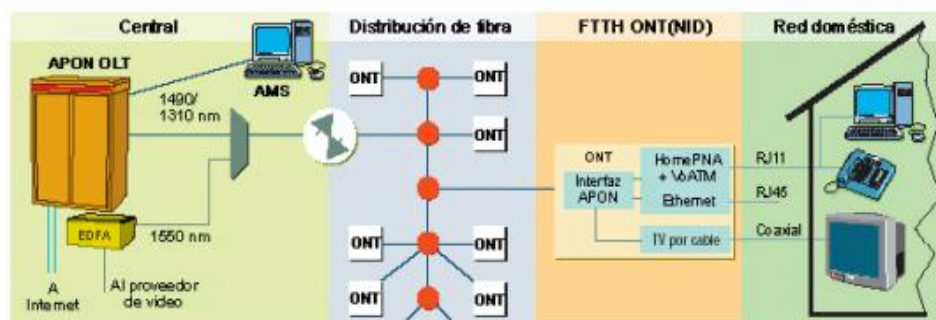 Central
Distribución de fibra
FTTH ONT(NID)
Red doméstica
APON OLT
AMS
1490/
1310 nm
EDFA
1550 nm
A
Internet
Al proveedor
de vídeo
ONT
ONT
ONT
ONT
ONT
ONT
ONT
ONT
Interfaz
APON
HomePNA
+ VoATM
Ethernet
TV por cable
RJ11
RJ45
Coaxial